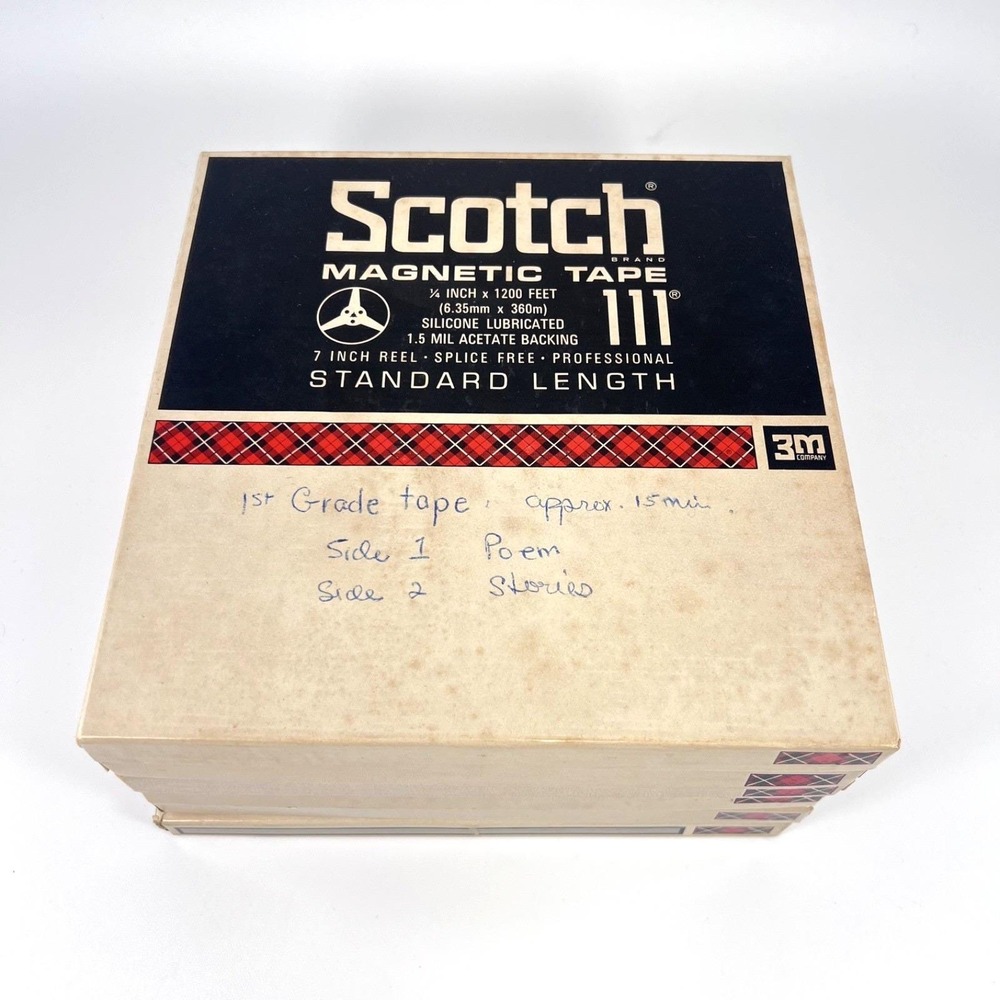 Scotch®
BRAND
MAGNETIC TAPE
¼ INCH x 1200 FEET
(6.35mm x 360m)
SILICONE LUBRICATED
1.5 MIL ACETATE BACKING
111®
7 INCH REEL · SPLICE FREE · PROFESSIONAL
STANDARD LENGTH
3M
COMPANY
1st Grade tape. approx. 15 min.
Side 1 Poem
Side 2 Stories